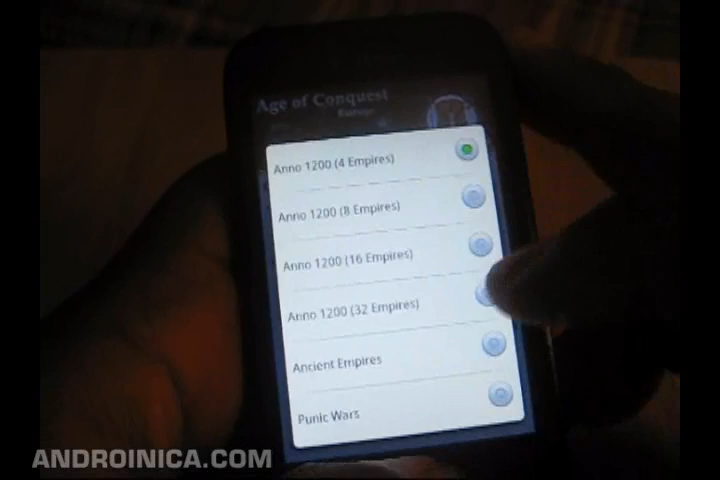 Age of Conquest
Europe
Anno 1200 (4 Empires)
Anno 1200 (8 Empires)
Anno 1200 (16 Empires)
Anno 1200 (32 Empires)
Ancient Empires
Punic Wars
ANDROINICA.COM